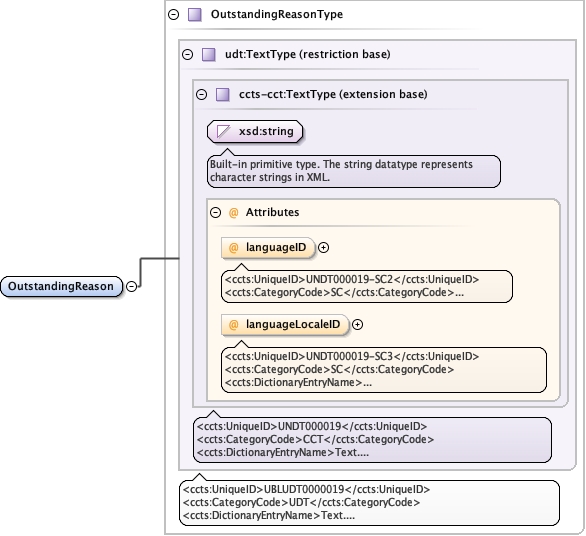 OutstandingReasonType
udt:TextType (restriction base)
ccts-cct:TextType (extension base)
xsd:string
Built-in primitive type. The string datatype represents
character strings in XML.
@ Attributes
@ languageID
<ccts:UniqueID>UNDT000019-SC2</ccts:UniqueID>
<ccts:CategoryCode>SC</ccts:CategoryCode>...
OutstandingReason
@ languageLocaleID
<ccts:UniqueID>UNDT000019-SC3</ccts:UniqueID>
<ccts:CategoryCode>SC</ccts:CategoryCode>
<ccts:DictionaryEntryName>...
<ccts:UniqueID>UNDT000019</ccts:UniqueID>
<ccts:CategoryCode>CCT</ccts:CategoryCode>
<ccts:DictionaryEntryName>Text....
<ccts:UniqueID>UBLUDT0000019</ccts:UniqueID>
<ccts:CategoryCode>UDT</ccts:CategoryCode>
<ccts:DictionaryEntryName>Text....